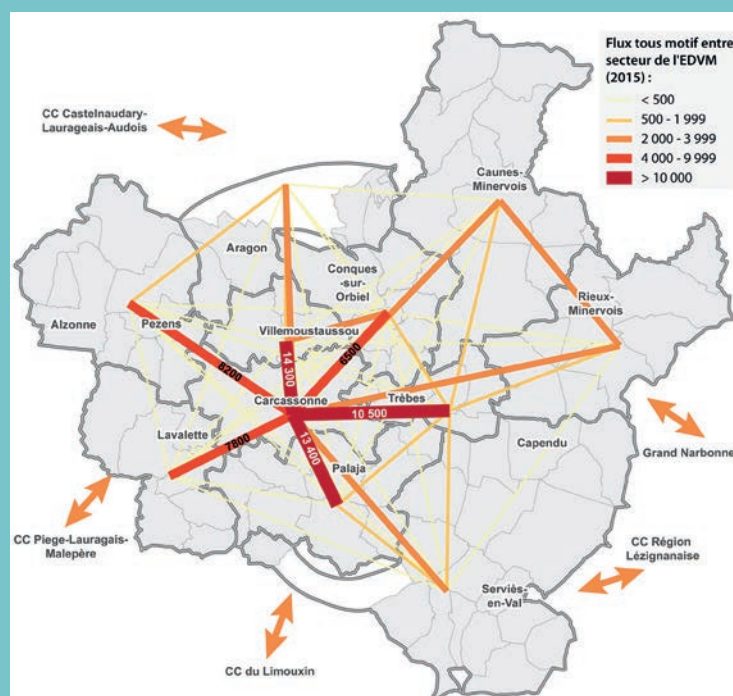 Flux tous motif entre
secteur de l'EDVM
(2015) :
< 500
500 - 1 999
2 000 - 3 999
4 000 - 9 999
> 10 000
CC Castelnaudary-
Laurageais-Audois
Caunes-
Minervois
Aragon
Conques
-sur-
Orbiel
Rieux-
Minervois
Alzonne
Pezens
Villemoustaussou
8200
14 300
6500
Carcassonne
Trèbes
10 500
Lavalette
7800
13 400
Palaja
Capendu
Grand Narbonne
CC Piege-Lauragais-
Malepère
CC Région
Lézignanaise
Serviès-
en-Val
CC du Limouxin